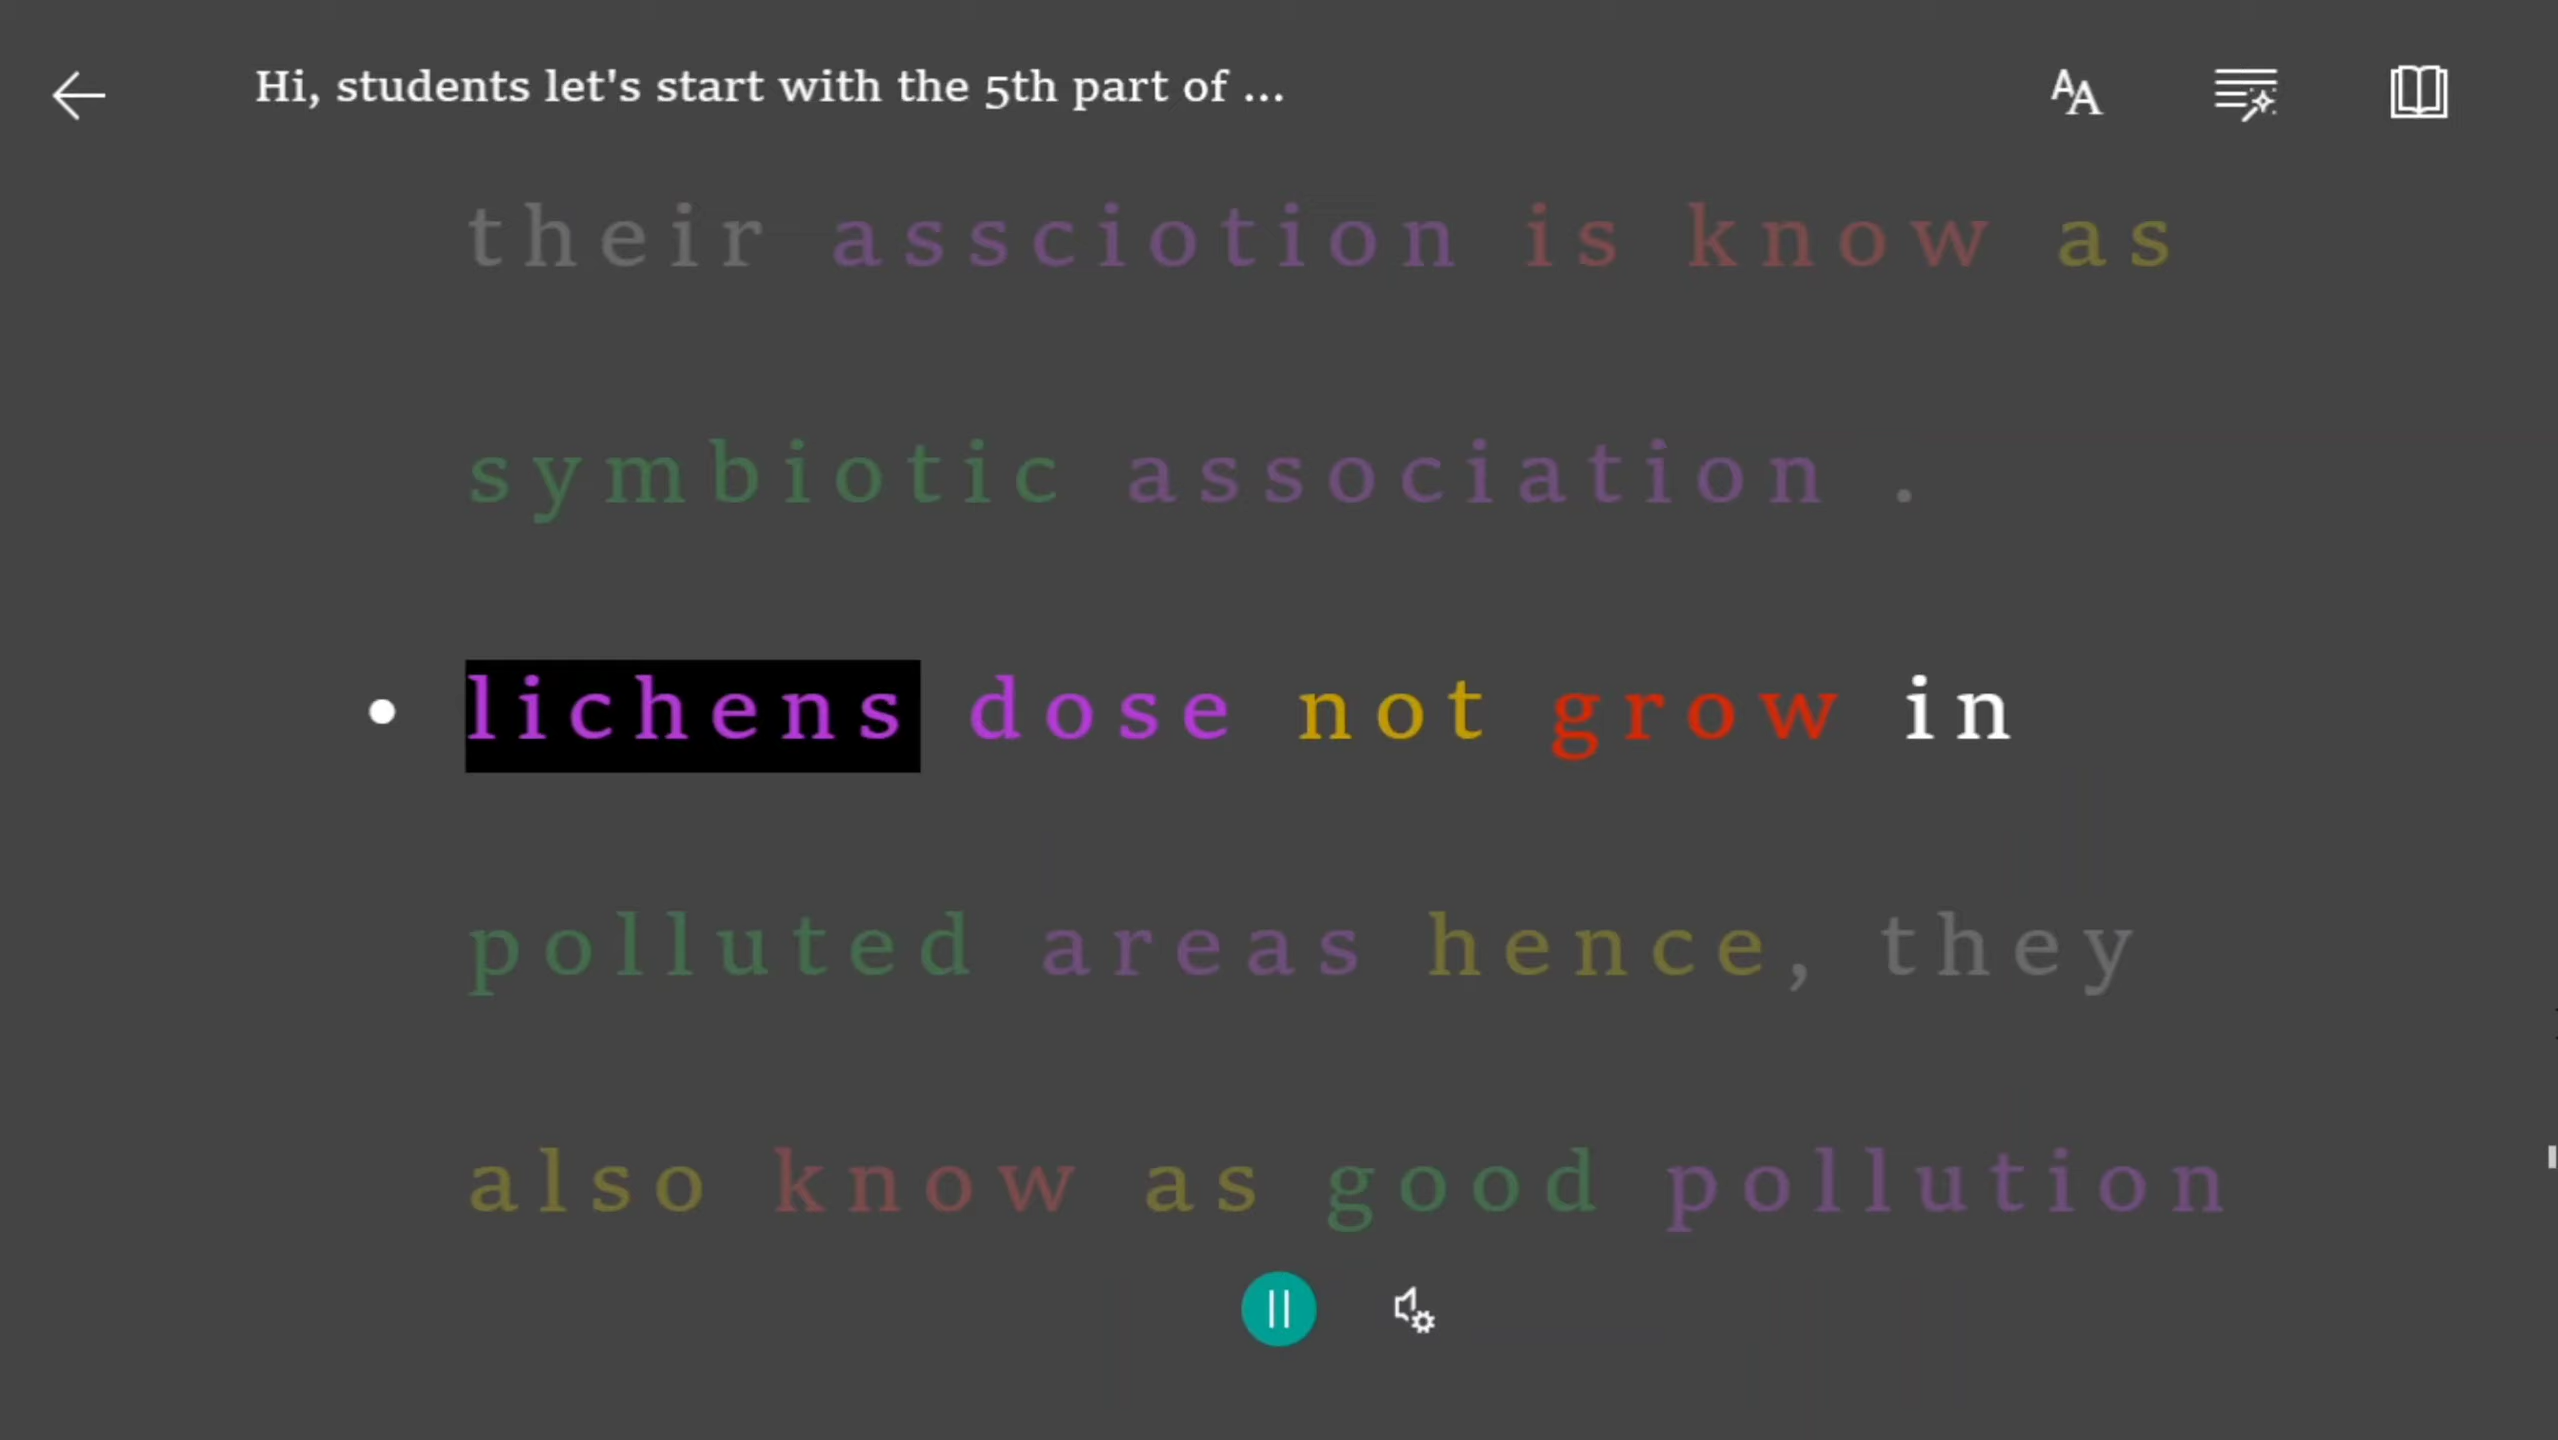 Hi, students let's start with the 5th part of ...
AA
their assciotion is know as
symbiotic association .
• lichens dose not grow in
polluted areas hence, they
also know as good pollution